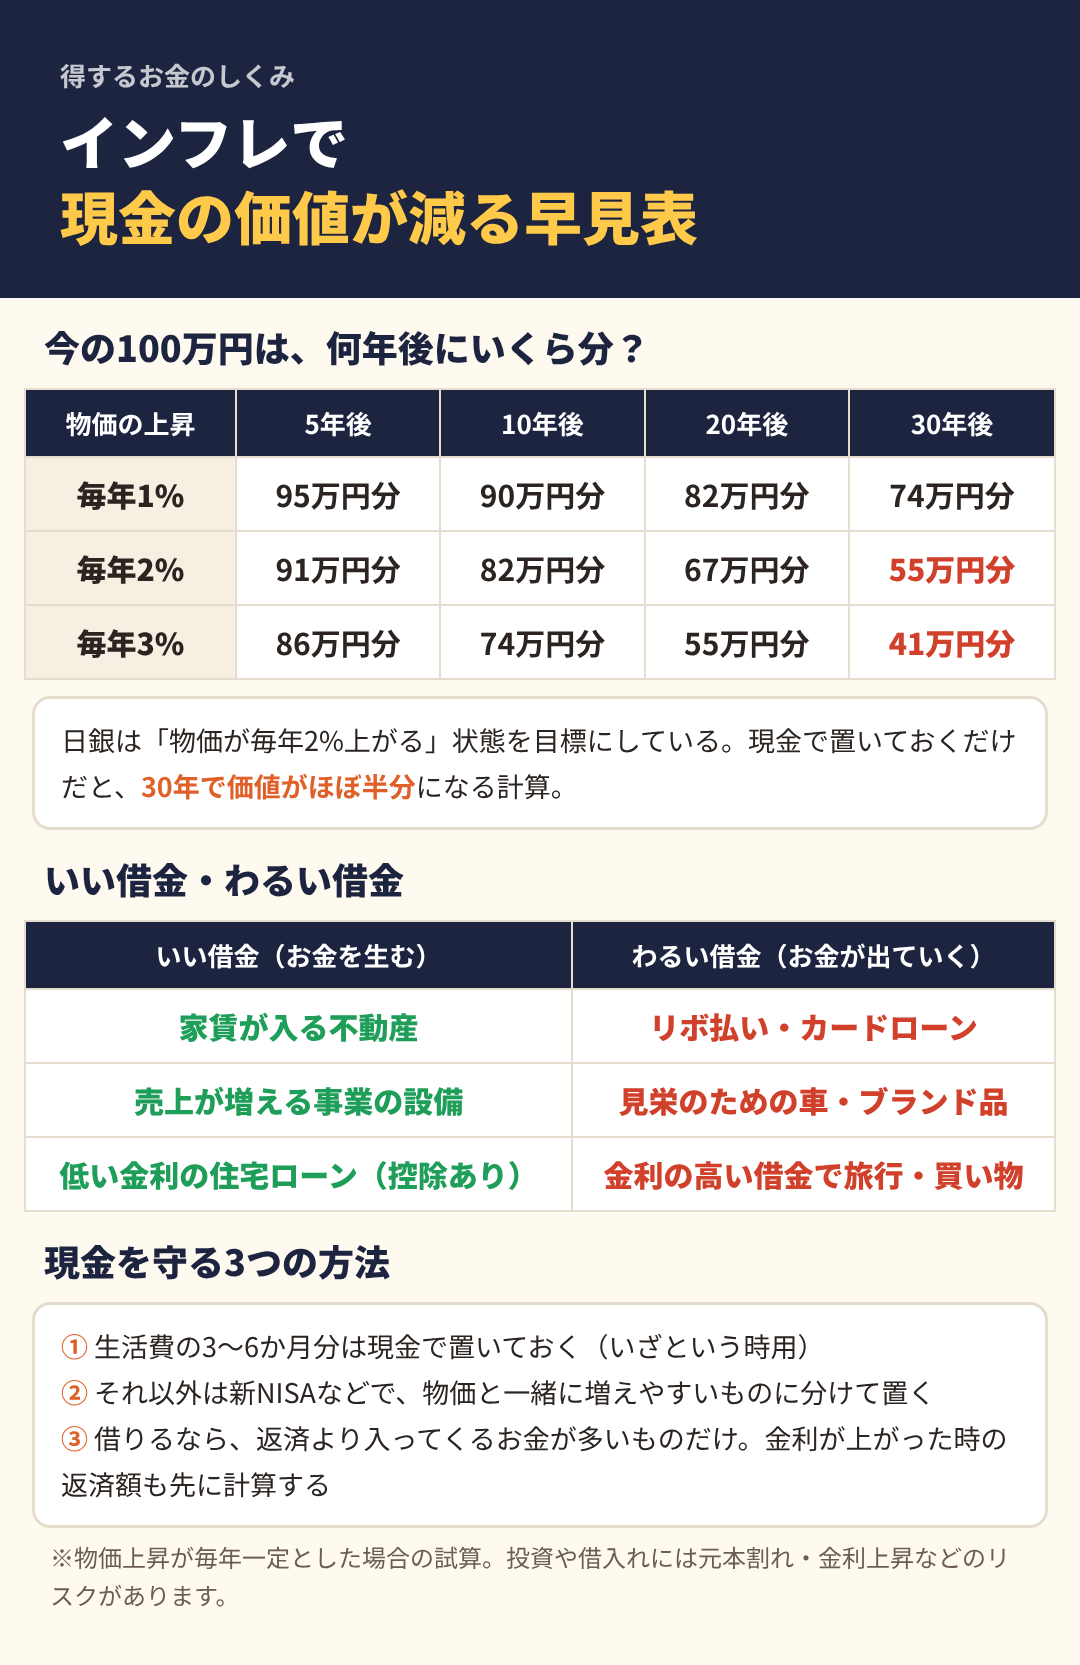 得するお金のしくみ
インフレで
現金の価値が減る早見表
今の100万円は、何年後にいくら分？
物価の上昇 5年後 10年後 20年後 30年後
毎年1% 95万円分 90万円分 82万円分 74万円分
毎年2% 91万円分 82万円分 67万円分 55万円分
毎年3% 86万円分 74万円分 55万円分 41万円分
日銀は「物価が毎年2%上がる」状態を目標にしている。現金で置いておくだけ
だと、30年で価値がほぼ半分になる計算。
いい借金・わるい借金
いい借金（お金を生む） わるい借金（お金が出ていく）
家賃が入る不動産 リボ払い・カードローン
売上が増える事業の設備 見栄のための車・ブランド品
低い金利の住宅ローン（控除あり） 金利の高い借金で旅行・買い物
現金を守る3つの方法
① 生活費の3〜6か月分は現金で置いておく（いざという時用）
② それ以外は新NISAなどで、物価と一緒に増えやすいものに分けて置く
③ 借りるなら、返済より入ってくるお金が多いものだけ。金利が上がった時の
返済額も先に計算する
※物価上昇が毎年一定とした場合の試算。投資や借入れには元本割れ・金利上昇などのリ
スクがあります。